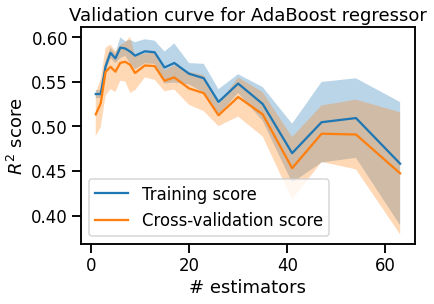 Validation curve for AdaBoost regressor
0.60
0.55
0.50
0.45
0.40
R² score
Training score
Cross-validation score
0 20 40 60
# estimators